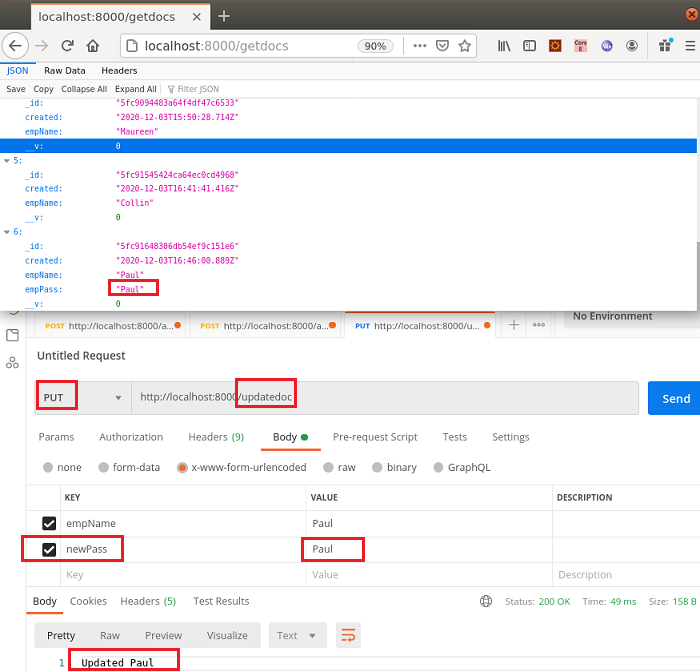 localhost:8000/getdocs
localhost:8000/getdocs 90%
JSON Raw Data Headers
Save Copy Collapse All Expand All Filter JSON
_id: "5fc9094483a64f4df47c6533"
created: "2020-12-03T15:50:28.714Z"
empName: "Maureen"
__v: 0
5:
_id: "5fc91545424ca64ec0cd4968"
created: "2020-12-03T16:41:41.416Z"
empName: "Collin"
__v: 0
6:
_id: "5fc91648306db54ef9c151e6"
created: "2020-12-03T16:46:00.889Z"
empName: "Paul"
empPass: "Paul"
__v: 0
POST http://localhost:8000/a... POST http://localhost:8000/a... PUT http://localhost:8000/u... No Environment
Untitled Request
PUT http://localhost:8000/updatedoc Send
Params Authorization Headers (9) Body Pre-request Script Tests Settings
none form-data x-www-form-urlencoded raw binary GraphQL
KEY VALUE DESCRIPTION
empName Paul
newPass Paul
Key Value Description
Body Cookies Headers (5) Test Results Status: 200 OK Time: 49 ms Size: 158 B
Pretty Raw Preview Visualize Text
1 Updated Paul